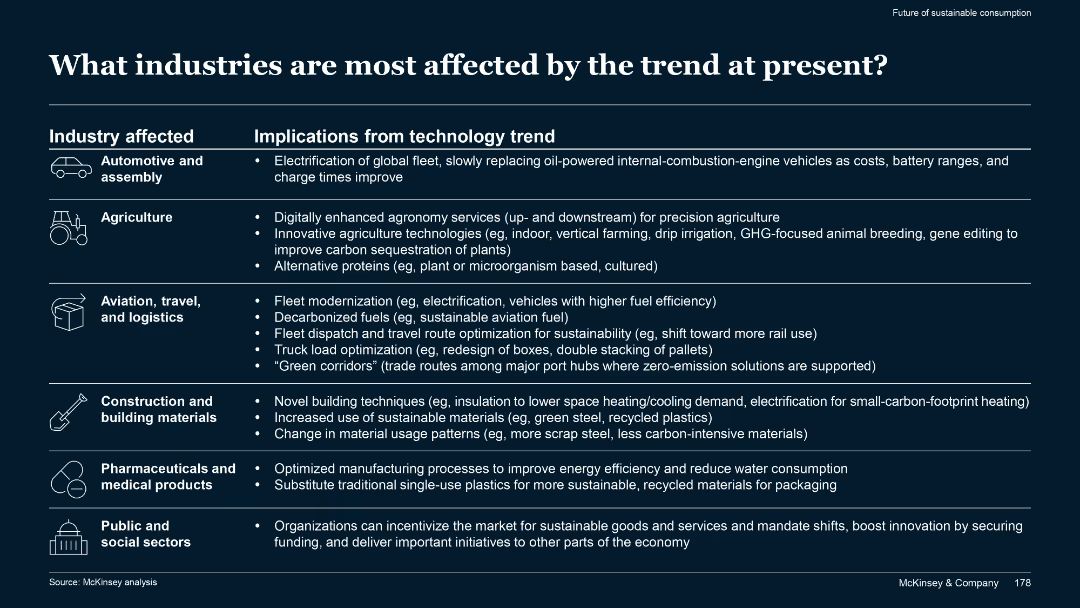 Future of sustainable consumption
What industries are most affected by the trend at present?
Industry affected
Implications from technology trend
Automotive and
assembly
• Electrification of global fleet, slowly replacing oil-powered internal-combustion-engine vehicles as costs, battery ranges, and
charge times improve
Agriculture
• Digitally enhanced agronomy services (up- and downstream) for precision agriculture
• Innovative agriculture technologies (eg, indoor, vertical farming, drip irrigation, GHG-focused animal breeding, gene editing to
improve carbon sequestration of plants)
• Alternative proteins (eg, plant or microorganism based, cultured)
Aviation, travel,
and logistics
• Fleet modernization (eg, electrification, vehicles with higher fuel efficiency)
• Decarbonized fuels (eg, sustainable aviation fuel)
• Fleet dispatch and travel route optimization for sustainability (eg, shift toward more rail use)
• Truck load optimization (eg, redesign of boxes, double stacking of pallets)
• “Green corridors” (trade routes among major port hubs where zero-emission solutions are supported)
Construction and
building materials
• Novel building techniques (eg, insulation to lower space heating/cooling demand, electrification for small-carbon-footprint heating)
• Increased use of sustainable materials (eg, green steel, recycled plastics)
• Change in material usage patterns (eg, more scrap steel, less carbon-intensive materials)
Pharmaceuticals and
medical products
• Optimized manufacturing processes to improve energy efficiency and reduce water consumption
• Substitute traditional single-use plastics for more sustainable, recycled materials for packaging
Public and
social sectors
• Organizations can incentivize the market for sustainable goods and services and mandate shifts, boost innovation by securing
funding, and deliver important initiatives to other parts of the economy
Source: McKinsey analysis
McKinsey & Company 178